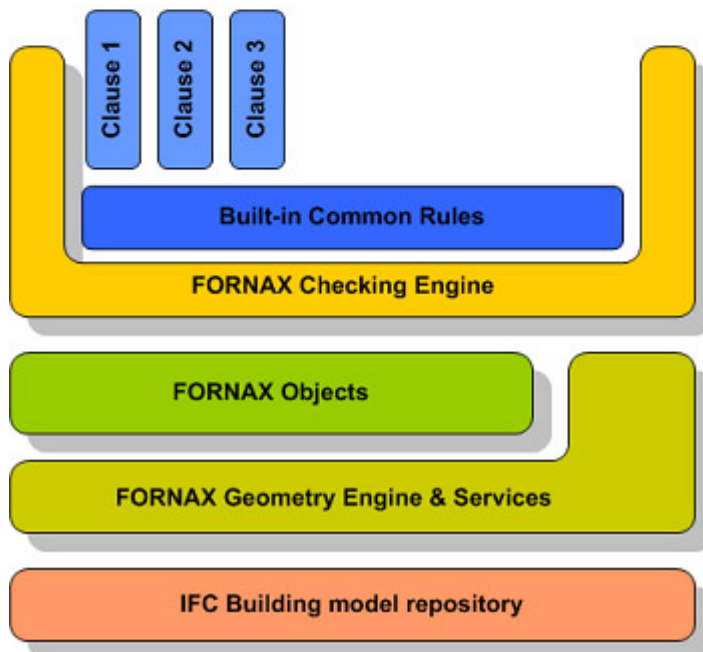 Clause 1
Clause 2
Clause 3
Built-in Common Rules
FORNAX Checking Engine
FORNAX Objects
FORNAX Geometry Engine & Services
IFC Building model repository